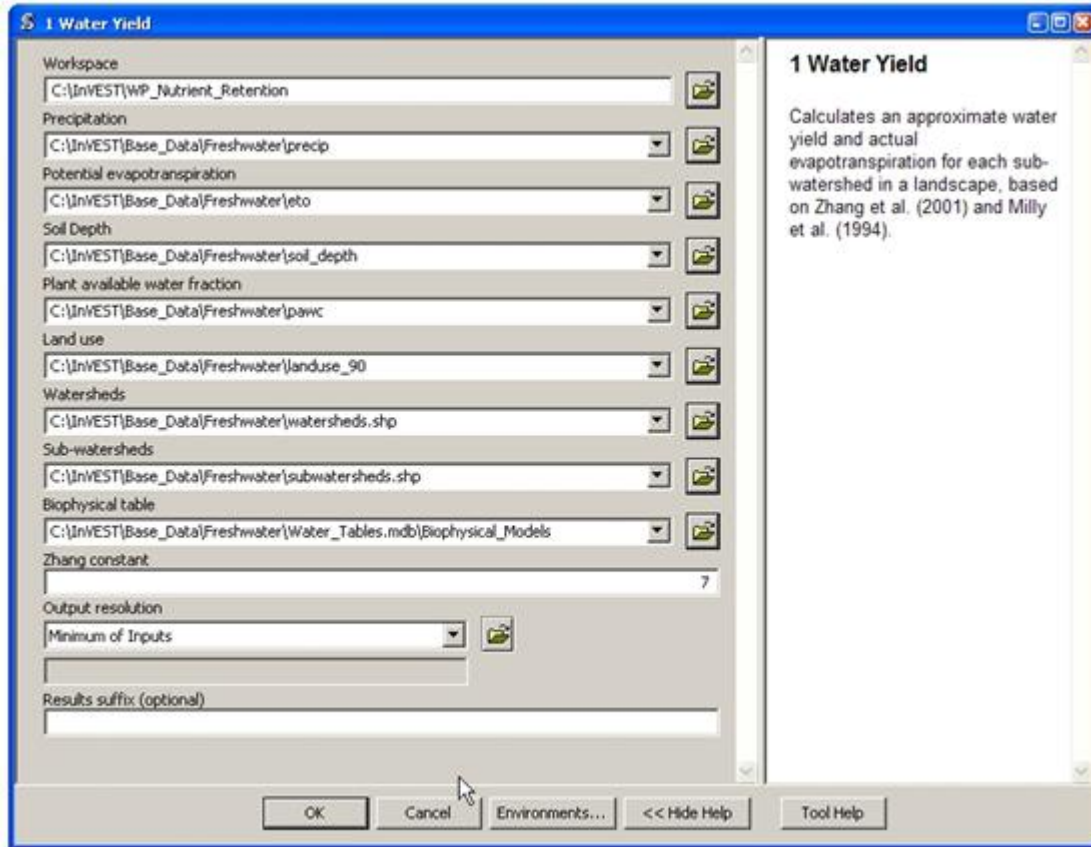 1 Water Yield
Workspace
C:\InVEST\WP_Nutrient_Retention
Precipitation
C:\InVEST\Base_Data\Freshwater\precip
Potential evapotranspiration
C:\InVEST\Base_Data\Freshwater\eto
Soil Depth
C:\InVEST\Base_Data\Freshwater\soil_depth
Plant available water fraction
C:\InVEST\Base_Data\Freshwater\pawc
Land use
C:\InVEST\Base_Data\Freshwater\landuse_90
Watersheds
C:\InVEST\Base_Data\Freshwater\watersheds.shp
Sub-watersheds
C:\InVEST\Base_Data\Freshwater\subwatersheds.shp
Biophysical table
C:\InVEST\Base_Data\Freshwater\Water_Tables.mdb\Biophysical_Models
Zhang constant
7
Output resolution
Minimum of Inputs
Results suffix (optional)
1 Water Yield
Calculates an approximate water
yield and actual
evapotranspiration for each sub-
watershed in a landscape, based
on Zhang et al. (2001) and Milly
et al. (1994).
OK
Cancel
Environments...
<< Hide Help
Tool Help